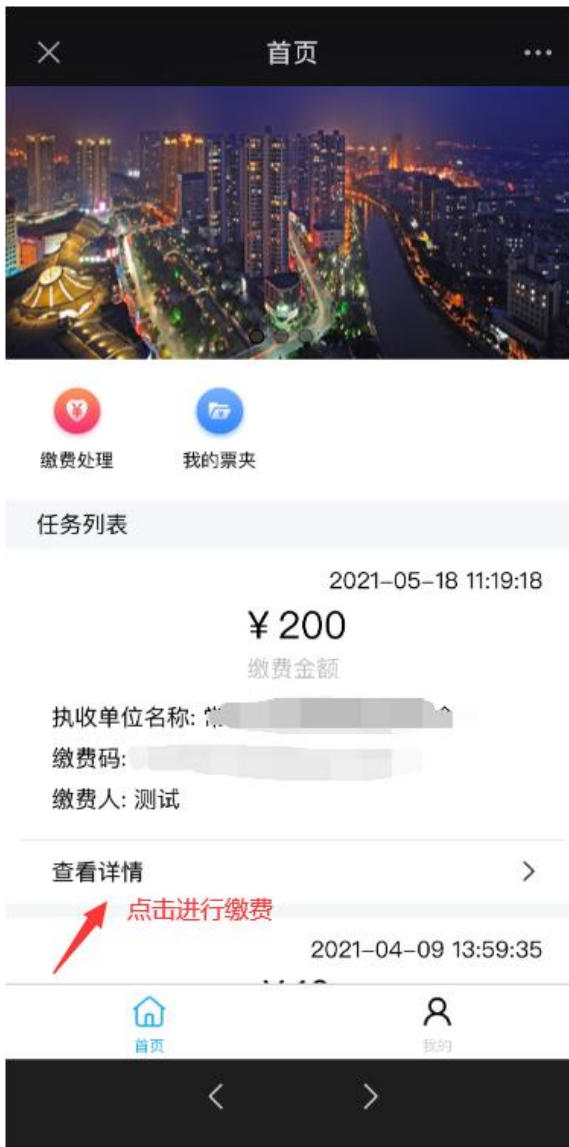 首页
缴费处理
我的票夹
任务列表
2021-05-18 11:19:18
¥ 200
缴费金额
执收单位名称:
缴费码:
缴费人: 测试
查看详情
点击进行缴费
2021-04-09 13:59:35
首页
我的